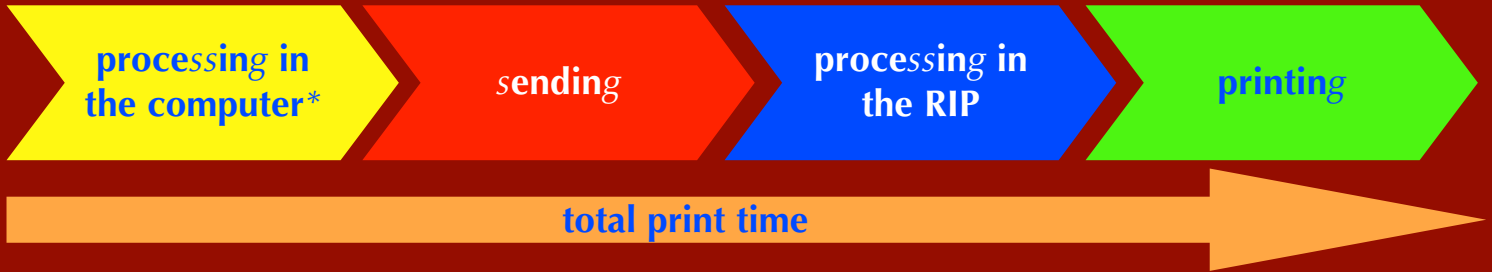 processing in
the computer*
sending
processing in
the RIP
printing
total print time